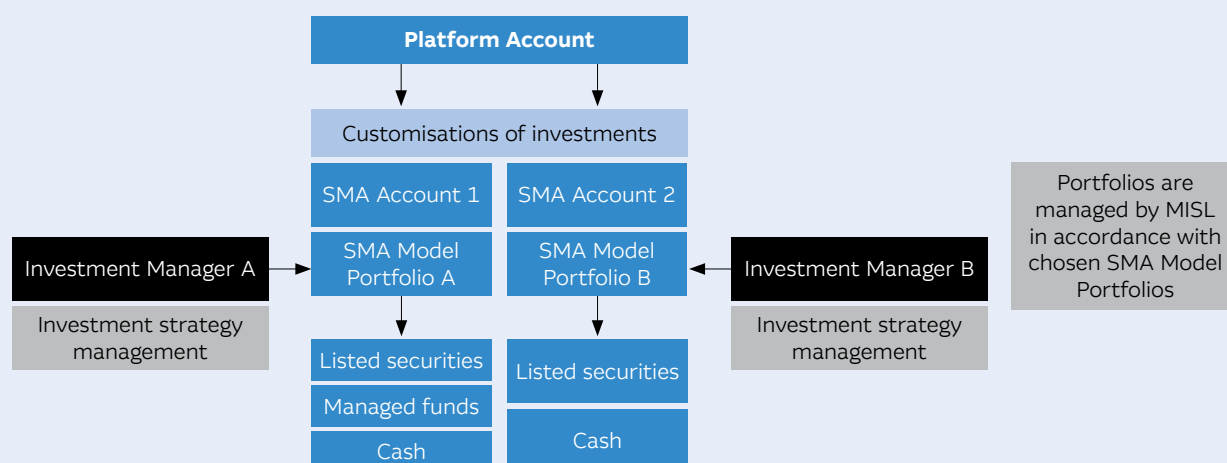 Platform Account
Customisations of investments
SMA Account 1
SMA Account 2
Portfolios are
managed by MISL
in accordance with
chosen SMA Model
Portfolios
Investment Manager A
SMA Model
Portfolio A
SMA Model
Portfolio B
Investment Manager B
Investment strategy
management
Investment strategy
management
Listed securities
Managed funds
Cash
Listed securities
Cash